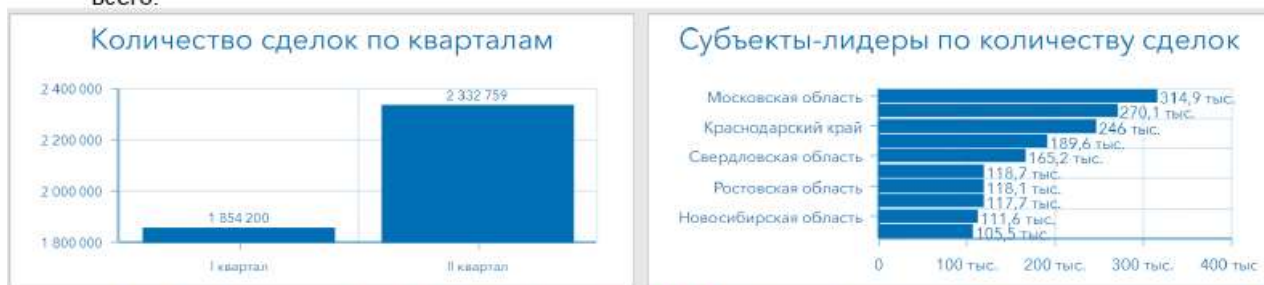 всего.
Количество сделок по кварталам
2 400 000
2 332 759
2 200 000
2 000 000
1 854 200
1 800 000
I квартал
II квартал
Субъекты-лидеры по количеству сделок
Московская область
314,9 тыс.
270,1 тыс.
Краснодарский край
246 тыс.
189,6 тыс.
Свердловская область
165,2 тыс.
118,7 тыс.
Ростовская область
118,1 тыс.
117,7 тыс.
Новосибирская область
111,6 тыс.
105,5 тыс.
0
100 тыс.
200 тыс.
300 тыс.
400 тыс